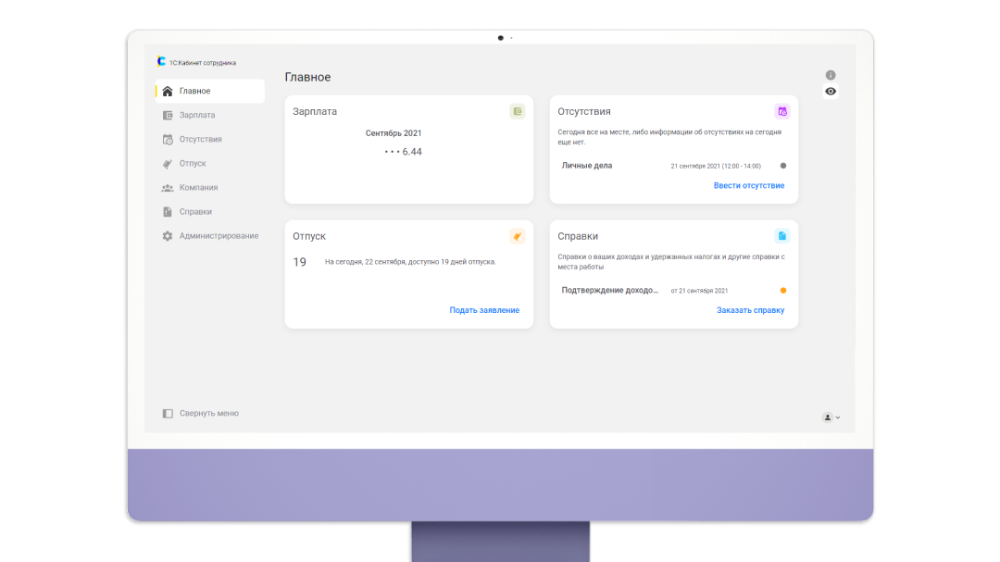 1С:Кабинет сотрудника
Главное
Зарплата
Отсутствия
Отпуск
Компания
Справки
Администрирование
Свернуть меню
Главное
Зарплата
Сентябрь 2021
• • • 6.44
Отсутствия
Сегодня все на месте, либо информации об отсутствиях на сегодня
еще нет.
Личные дела 21 сентября 2021 (12:00 - 14:00)
Ввести отсутствие
Отпуск
19 На сегодня, 22 сентября, доступно 19 дней отпуска.
Подать заявление
Справки
Справки о ваших доходах и удержанных налогах и другие справки с
места работы
Подтверждение доходо... от 21 сентября 2021
Заказать справку